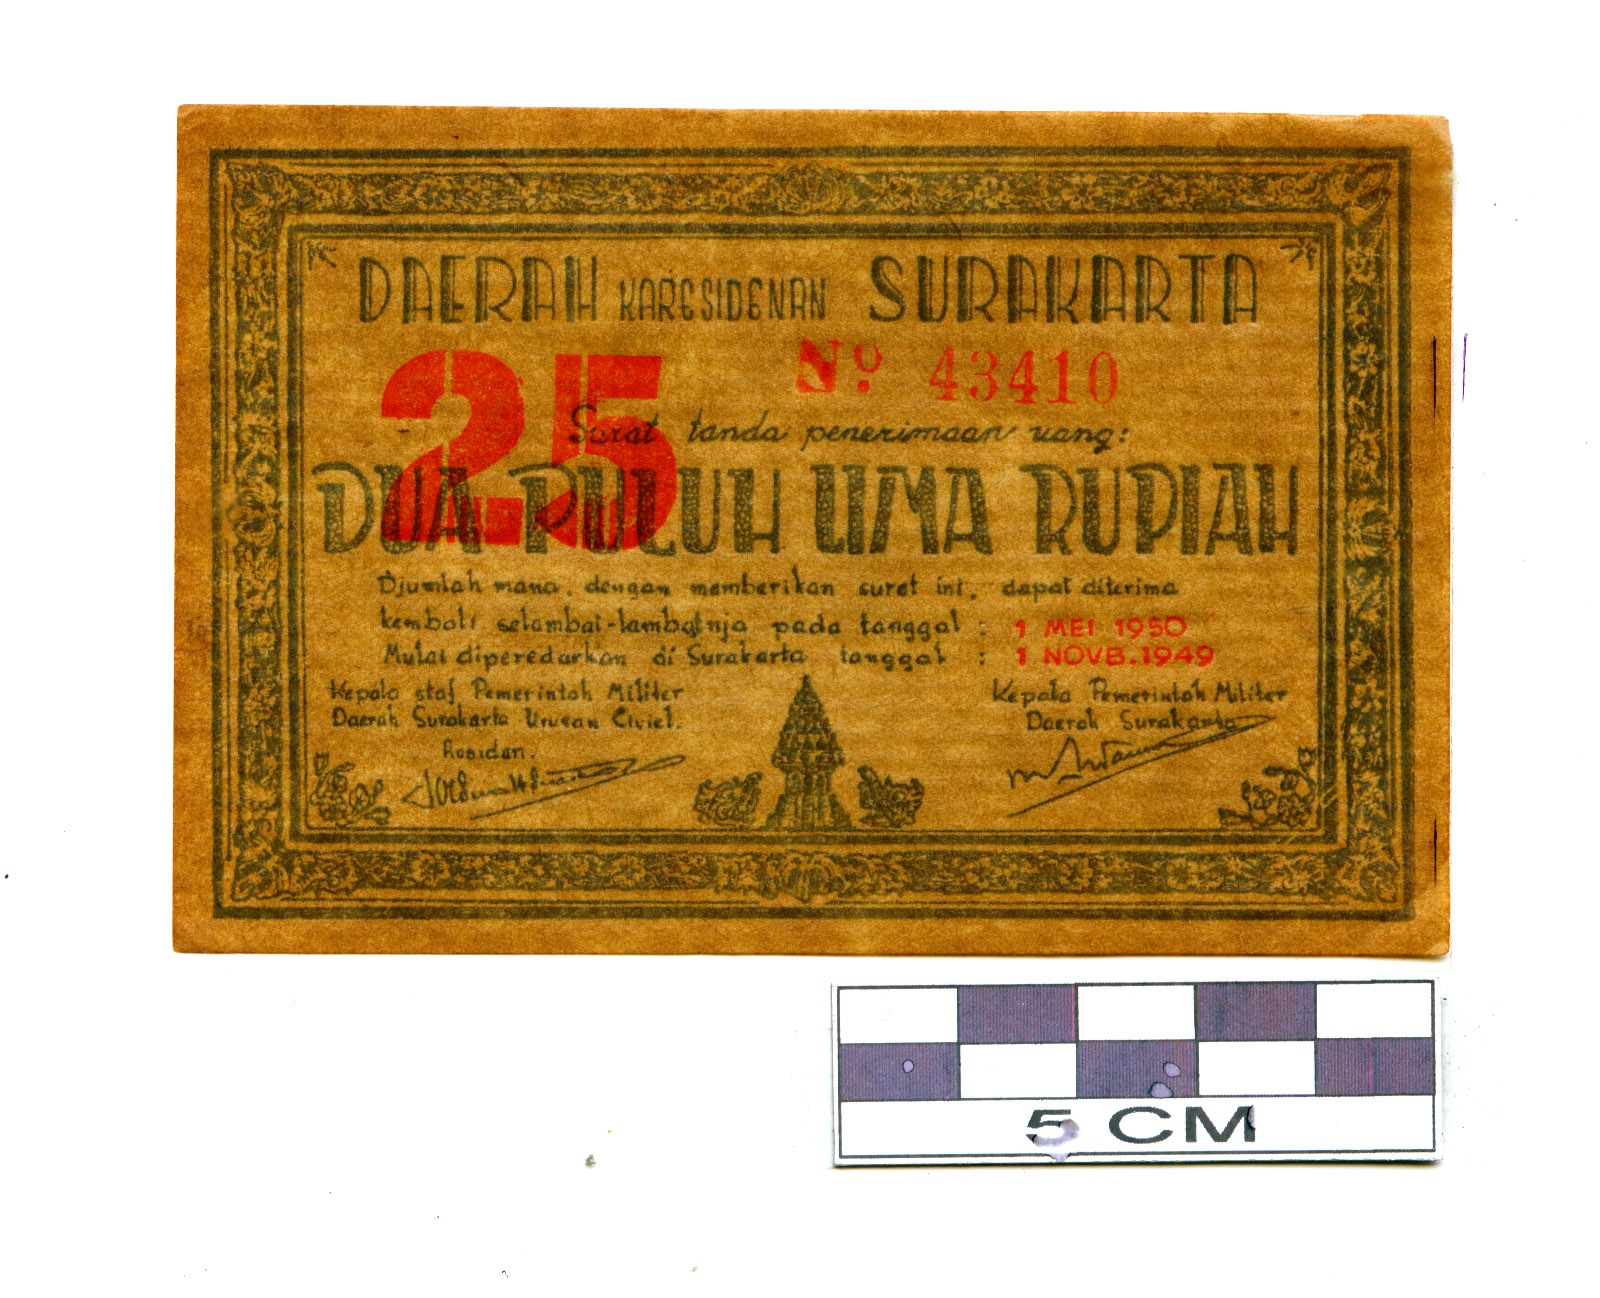 DAERAH KARESIDENAN SURAKARTA
25
No. 43410
Surat tanda penerimaan uang:
DUA PULUH LIMA RUPIAH
Djumlah mana, dengan memberikan surat ini, dapat diterima
kembali selambat-lambatnja pada tanggal : 1 MEI 1950
Mulai diperedarkan di Surakarta tanggal : 1 NOVB.1949
Kepala staf Pemerintah Militer
Daerah Surakarta Urusan Civiel.
Residen.
Kepala Pemerintah Militer
Daerah Surakarta
5 CM